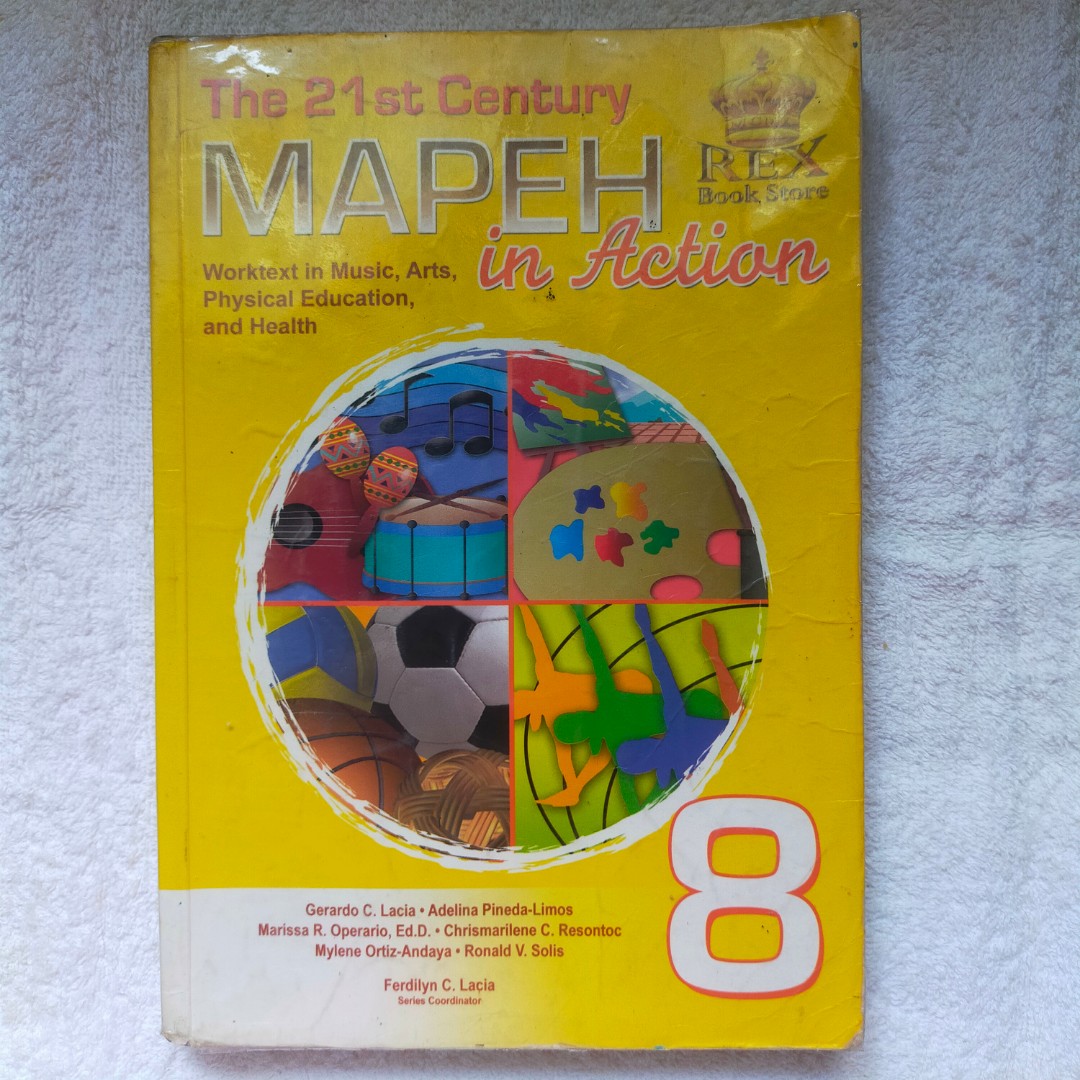 The 21st Century
MAPEH
in Action
REX
Book Store
Worktext in Music, Arts,
Physical Education,
and Health
8
Gerardo C. Lacia • Adelina Pineda-Limos
Marissa R. Operario, Ed.D. • Chrismarilene C. Resontoc
Mylene Ortiz-Andaya • Ronald V. Solis
Ferdilyn C. Lacia
Series Coordinator